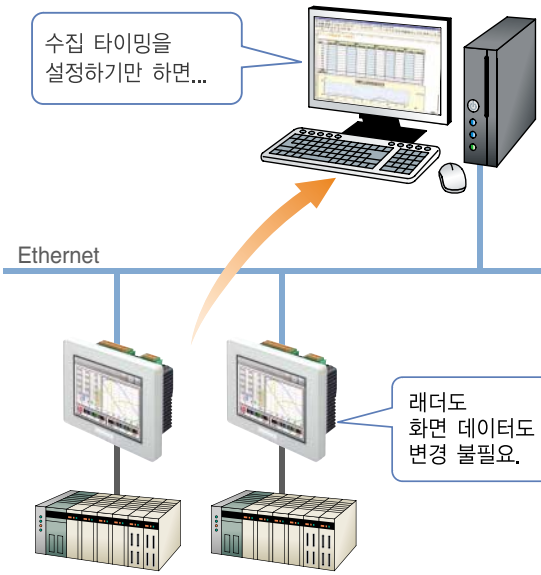 수집 타이밍을
설정하기만 하면...
Ethernet
래더도
화면 데이터도
변경 불필요.